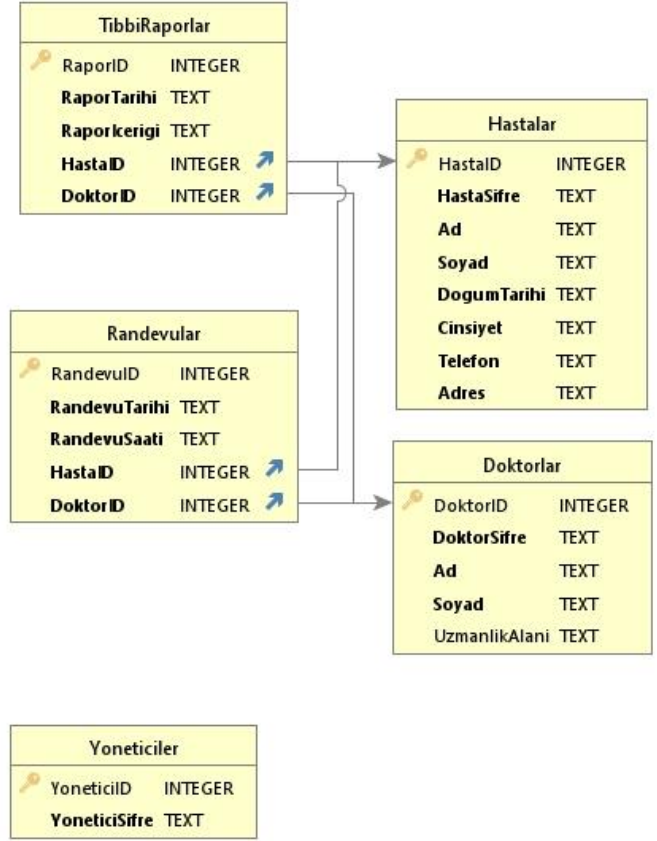 TibbiRaporlar
RaporID INTEGER
RaporTarihi TEXT
RaporIcerigi TEXT
HastaID INTEGER
DoktorID INTEGER
Hastalar
HastaID INTEGER
HastaSifre TEXT
Ad TEXT
Soyad TEXT
DogumTarihi TEXT
Cinsiyet TEXT
Telefon TEXT
Adres TEXT
Randevular
RandevuID INTEGER
RandevuTarihi TEXT
RandevuSaati TEXT
HastaID INTEGER
DoktorID INTEGER
Doktorlar
DoktorID INTEGER
DoktorSifre TEXT
Ad TEXT
Soyad TEXT
UzmanlikAlani TEXT
Yoneticiler
YoneticiID INTEGER
YoneticiSifre TEXT